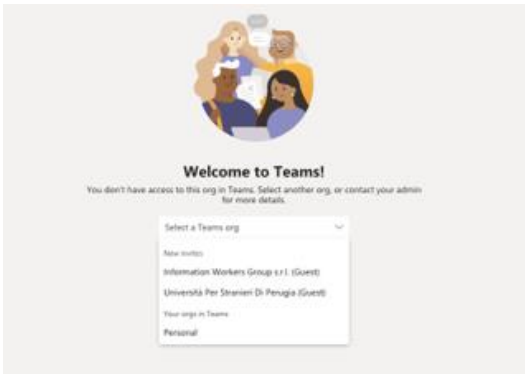 Welcome to Teams!
You don't have access to this org in Teams. Select another org, or contact your admin
for more details.
Select a Teams org
New invites
Information Workers Group s.r.l. (Guest)
Università Per Stranieri Di Perugia (Guest)
Your orgs in Teams
Personal